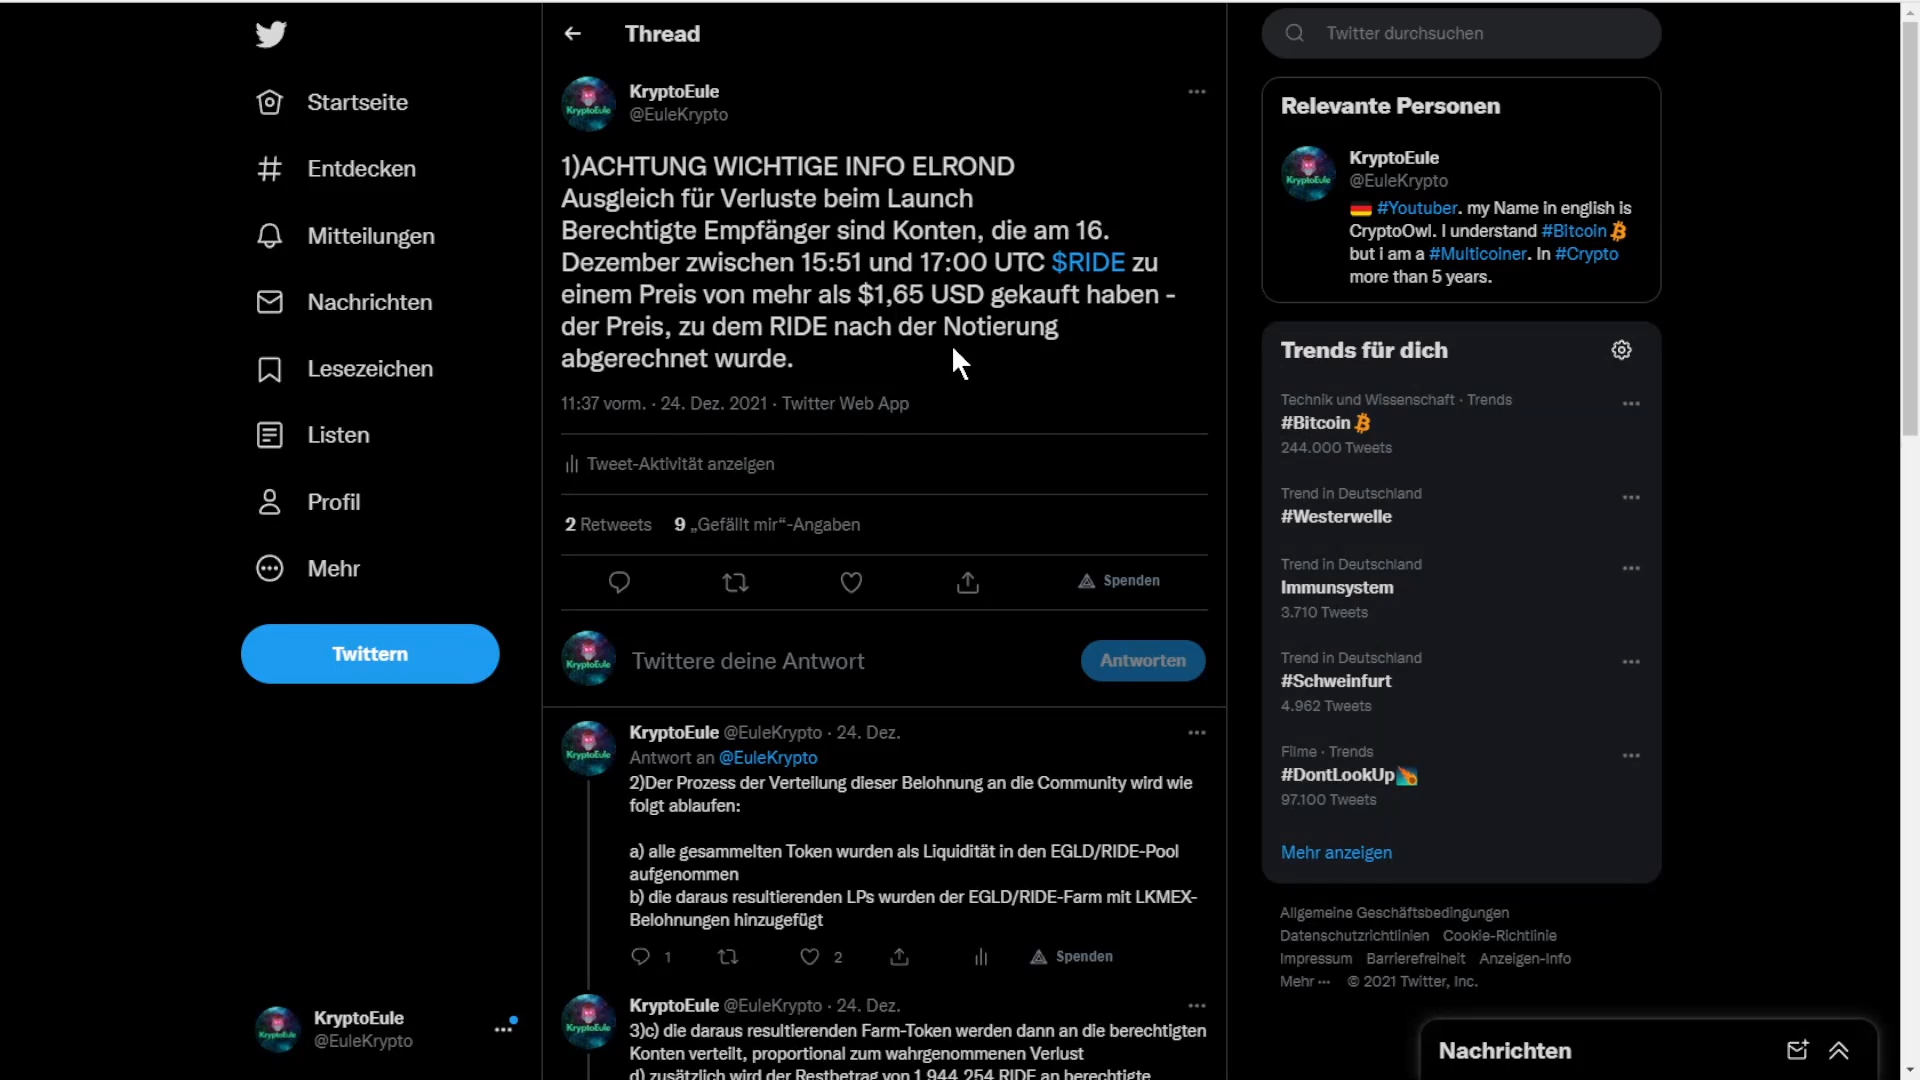 Startseite
Entdecken
Mitteilungen
Nachrichten
Lesezeichen
Listen
Profil
Mehr
Twittern
KryptoEule
@EuleKrypto
Thread
KryptoEule
@EuleKrypto
1)ACHTUNG WICHTIGE INFO ELROND
Ausgleich für Verluste beim Launch
Berechtigte Empfänger sind Konten, die am 16.
Dezember zwischen 15:51 und 17:00 UTC $RIDE zu
einem Preis von mehr als $1,65 USD gekauft haben -
der Preis, zu dem RIDE nach der Notierung
abgerechnet wurde.
11:37 vorm. · 24. Dez. 2021 · Twitter Web App
Tweet-Aktivität anzeigen
2 Retweets 9 „Gefällt mir“-Angaben
Spenden
KryptoEule
Twittere deine Antwort
Antworten
KryptoEule @EuleKrypto · 24. Dez.
Antwort an @EuleKrypto
2)Der Prozess der Verteilung dieser Belohnung an die Community wird wie
folgt ablaufen:
a) alle gesammelten Token wurden als Liquidität in den EGLD/RIDE-Pool
aufgenommen
b) die daraus resultierenden LPs wurden der EGLD/RIDE-Farm mit LKMEX-
Belohnungen hinzugefügt
1 2 Spenden
KryptoEule @EuleKrypto · 24. Dez.
3)c) die daraus resultierenden Farm-Token werden dann an die berechtigten
Konten verteilt, proportional zum wahrgenommenen Verlust
d) zusätzlich wird der Restbetrag von 1.944.254 RIDE an berechtigte
Twitter durchsuchen
Relevante Personen
KryptoEule
@EuleKrypto
#Youtuber. my Name in english is
CryptoOwl. I understand #Bitcoin
but i am a #Multicoiner. In #Crypto
more than 5 years.
Trends für dich
Technik und Wissenschaft · Trends
#Bitcoin
244.000 Tweets
Trend in Deutschland
#Westerwelle
Trend in Deutschland
Immunsystem
3.710 Tweets
Trend in Deutschland
#Schweinfurt
4.962 Tweets
Filme · Trends
#DontLookUp
97.100 Tweets
Mehr anzeigen
Allgemeine Geschäftsbedingungen
Datenschutzrichtlinien Cookie-Richtlinie
Impressum Barrierefreiheit Anzeigen-Info
Mehr ··· © 2021 Twitter, Inc.
Nachrichten